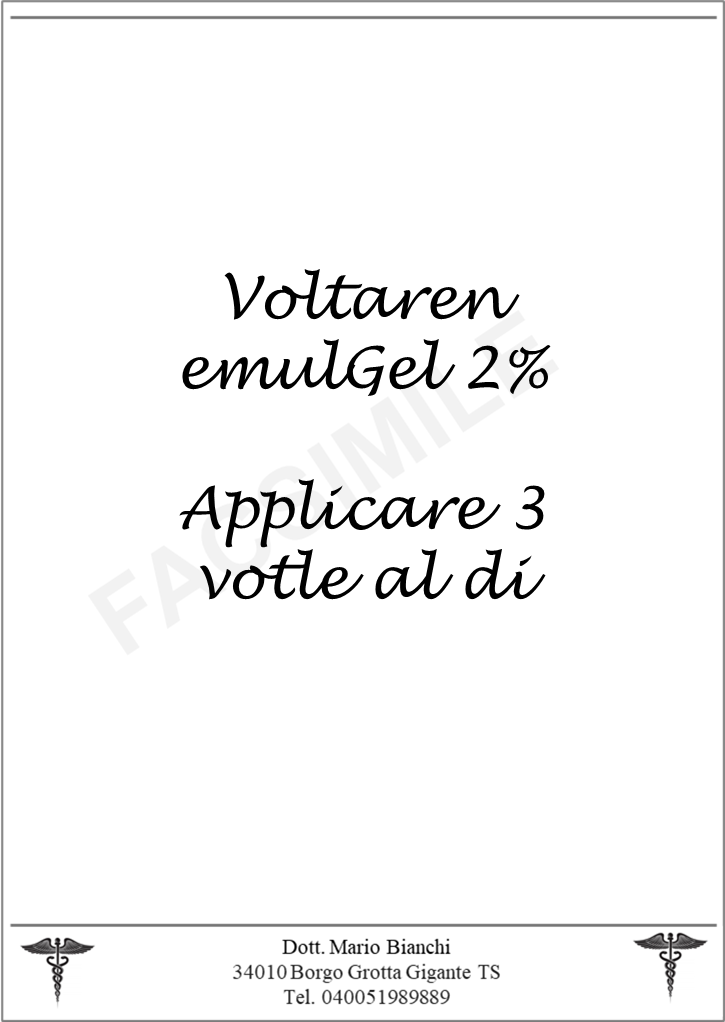 Voltaren
emulGel 2%
Applicare 3
votle al dì
FACSIMILE
Dott. Mario Bianchi
34010 Borgo Grotta Gigante TS
Tel. 040051989889